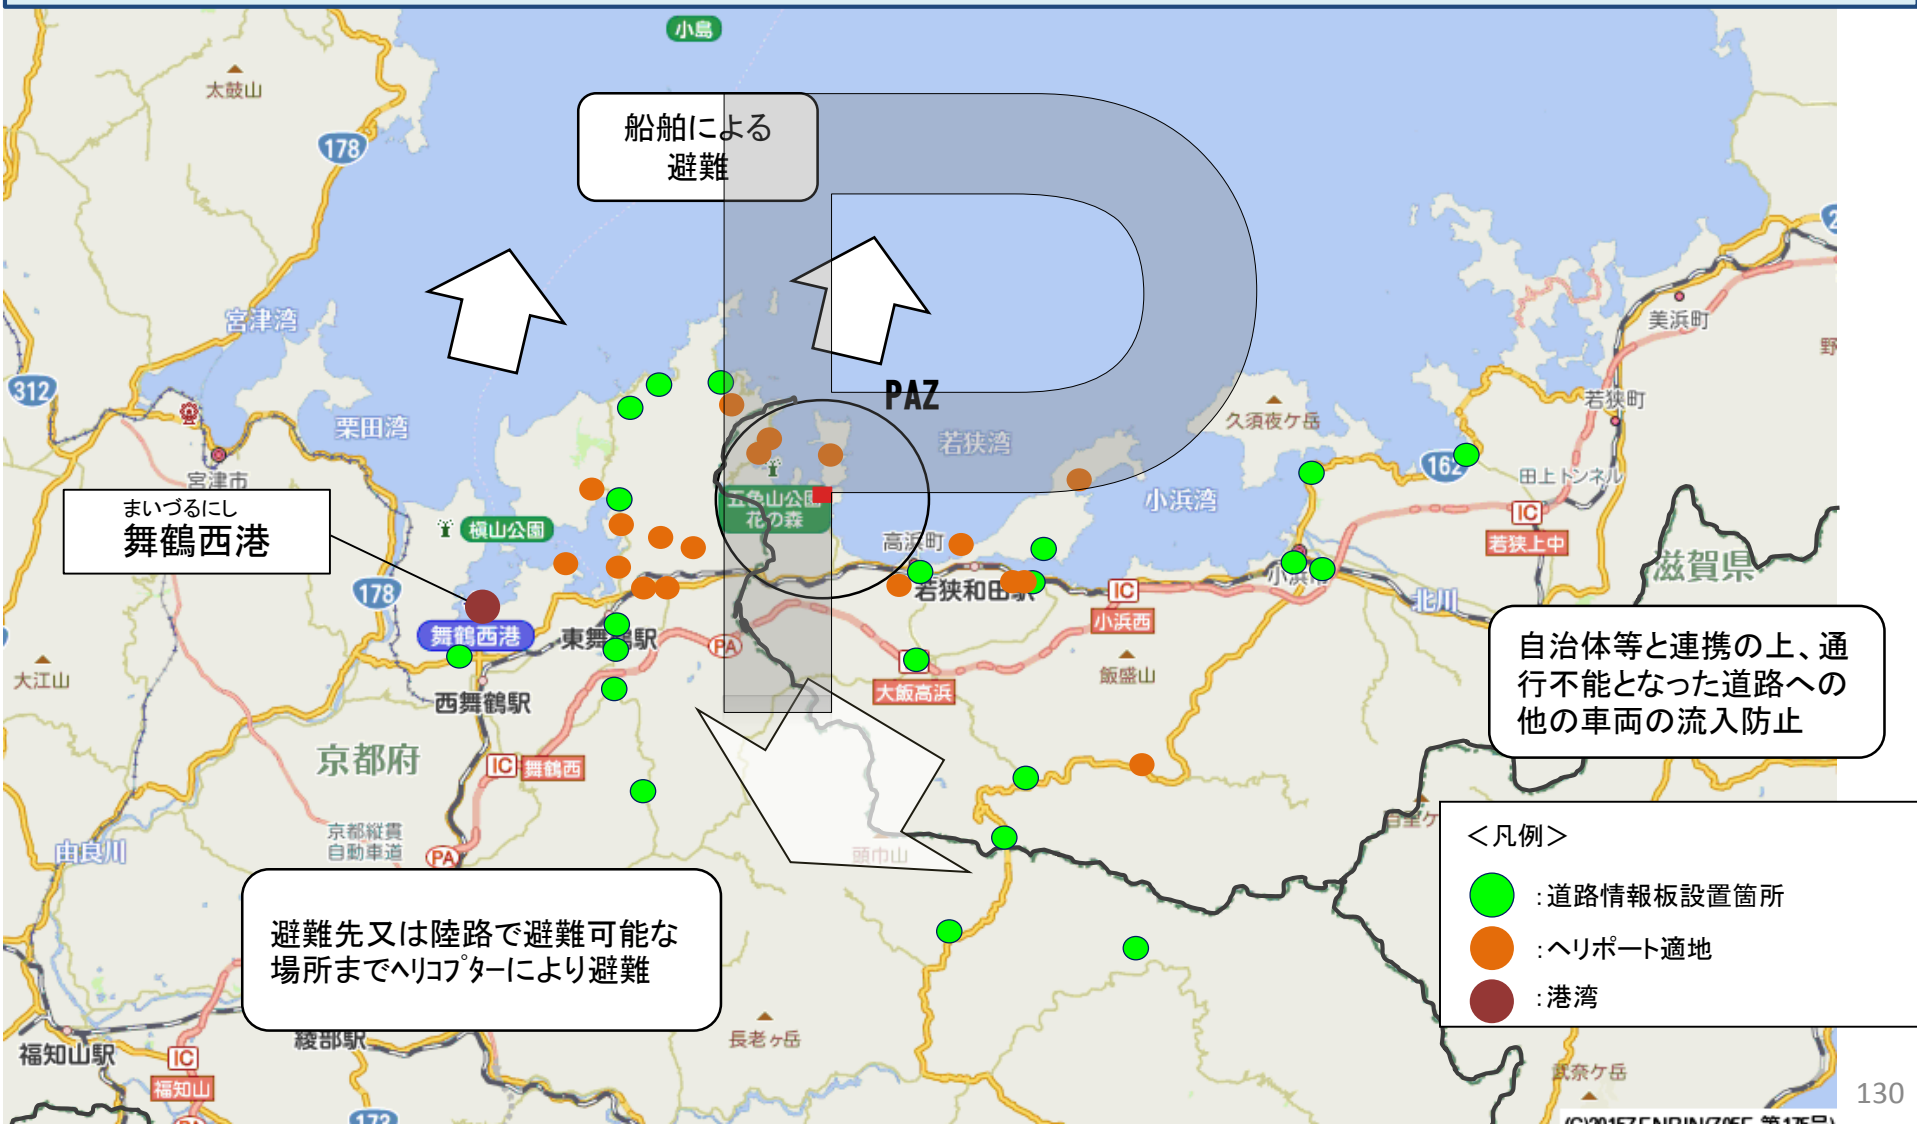 小島
太鼓山
船舶による
避難
178
宮津湾
美浜町
312
PAZ
若狭町
栗田湾
久須夜ケ岳
若狭湾
162
宮津市
田上トンネル
小浜湾
まいづるにし
舞鶴西港
槇山公園
五色山公園
花の森
IC
若狭上中
高浜町
滋賀県
178
若狭和田駅
IC
小浜西
北川
舞鶴西港
PA
飯盛山
大江山
西舞鶴駅
大飯高浜
自治体等と連携の上、通
行不能となった道路への
他の車両の流入防止
京都府
IC
舞鶴西
京都縦貫
自動車道
由良川
PA
頭巾山
<凡例>
:道路情報板設置箇所
:ヘリポート適地
:港湾
避難先又は陸路で避難可能な
場所までヘリコプターにより避難
長老ヶ岳
綾部駅
福知山駅
IC
福知山
武奈ケ岳
130